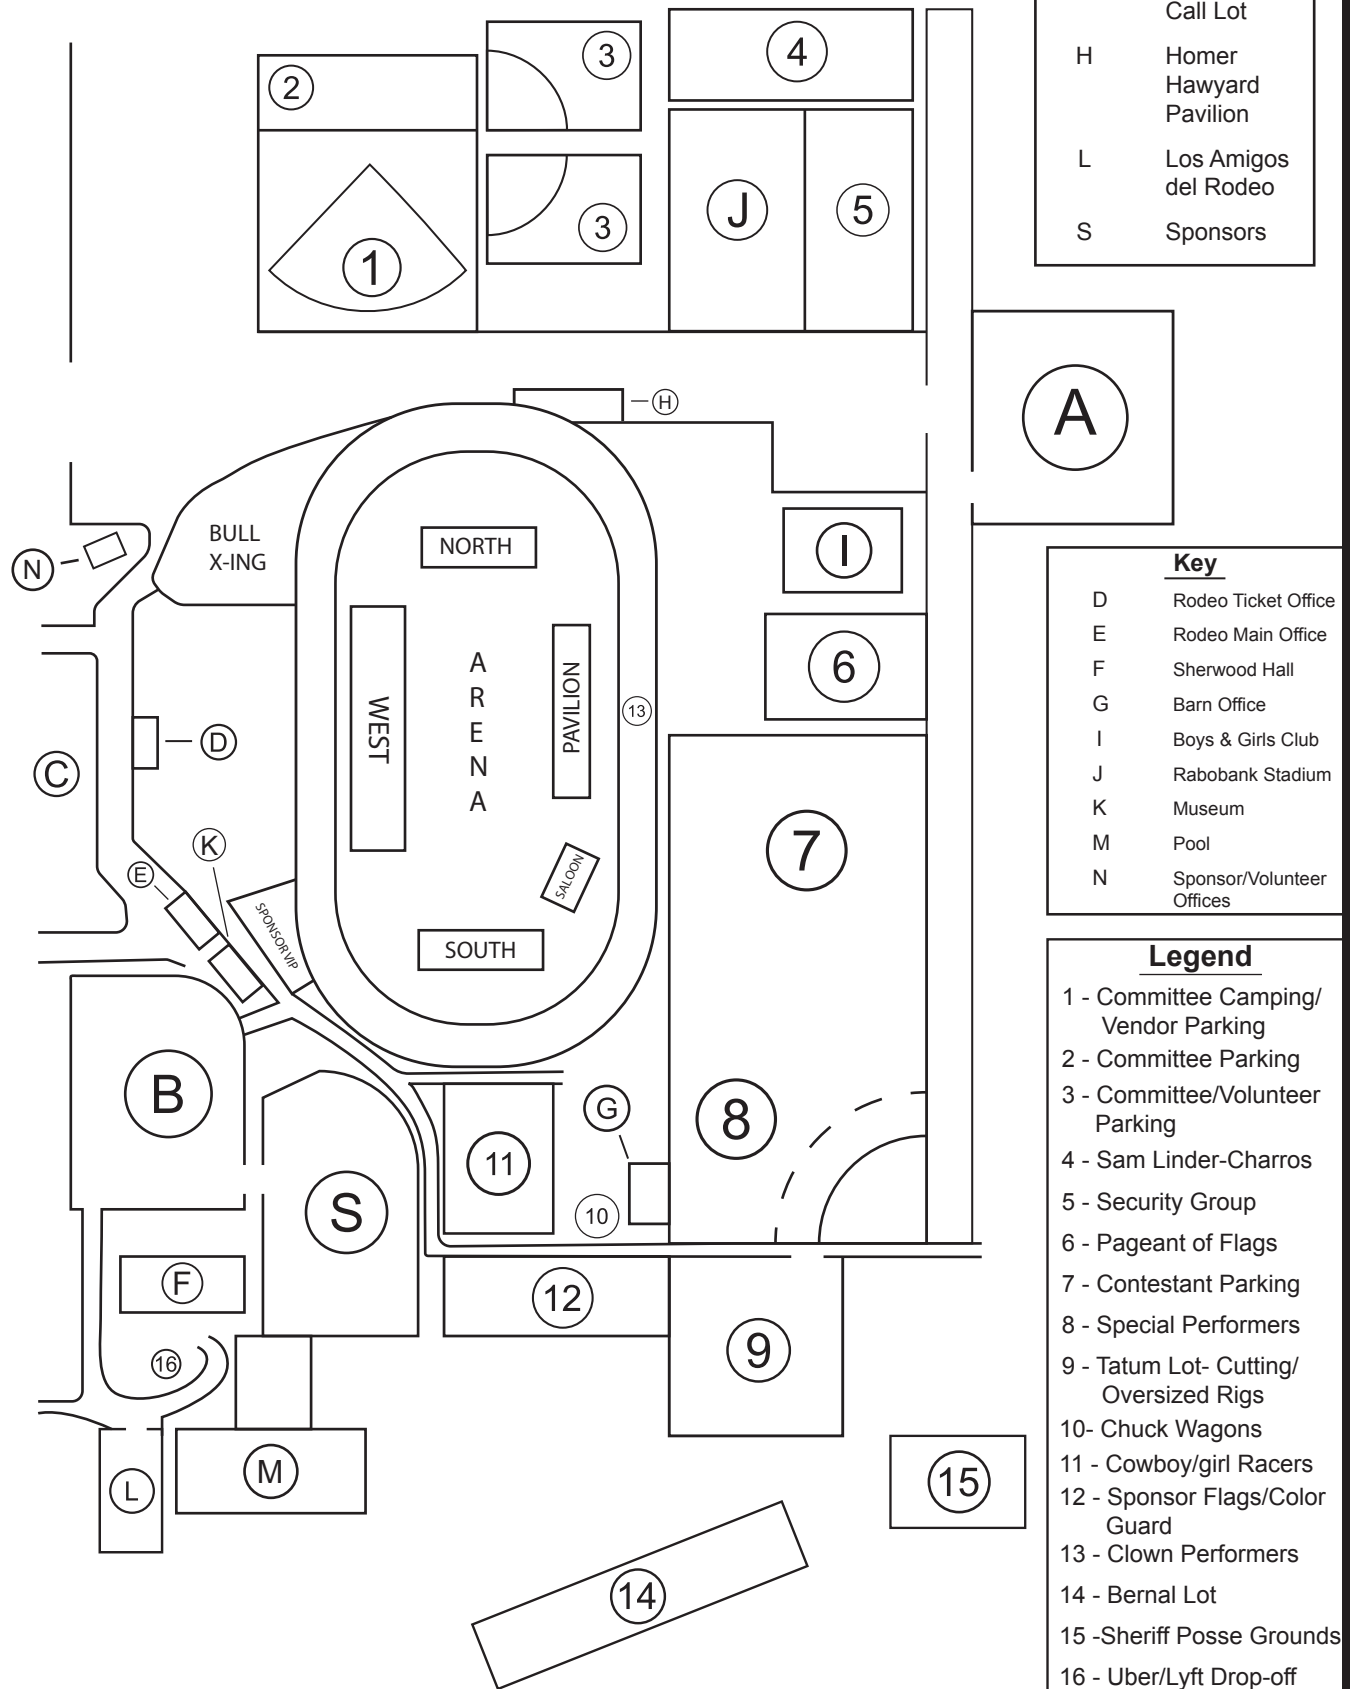 Call Lot
H Homer
Hawyard
Pavilion
L Los Amigos
del Rodeo
S Sponsors
2
3
4
3
J
5
1
A
H
BULL
X-ING
NORTH
N
I
6
WEST
ARENA
PAVILION
13
D
C
K
E
7
SALOON
SPONSOR VIP
SOUTH
B
G
8
11
S
10
F
12
16
9
M
L
15
14
Key
D Rodeo Ticket Office
E Rodeo Main Office
F Sherwood Hall
G Barn Office
I Boys & Girls Club
J Rabobank Stadium
K Museum
M Pool
N Sponsor/Volunteer
Offices
Legend
1 - Committee Camping/
Vendor Parking
2 - Committee Parking
3 - Committee/Volunteer
Parking
4 - Sam Linder-Charros
5 - Security Group
6 - Pageant of Flags
7 - Contestant Parking
8 - Special Performers
9 - Tatum Lot- Cutting/
Oversized Rigs
10- Chuck Wagons
11 - Cowboy/girl Racers
12 - Sponsor Flags/Color
Guard
13 - Clown Performers
14 - Bernal Lot
15 -Sheriff Posse Grounds
16 - Uber/Lyft Drop-off